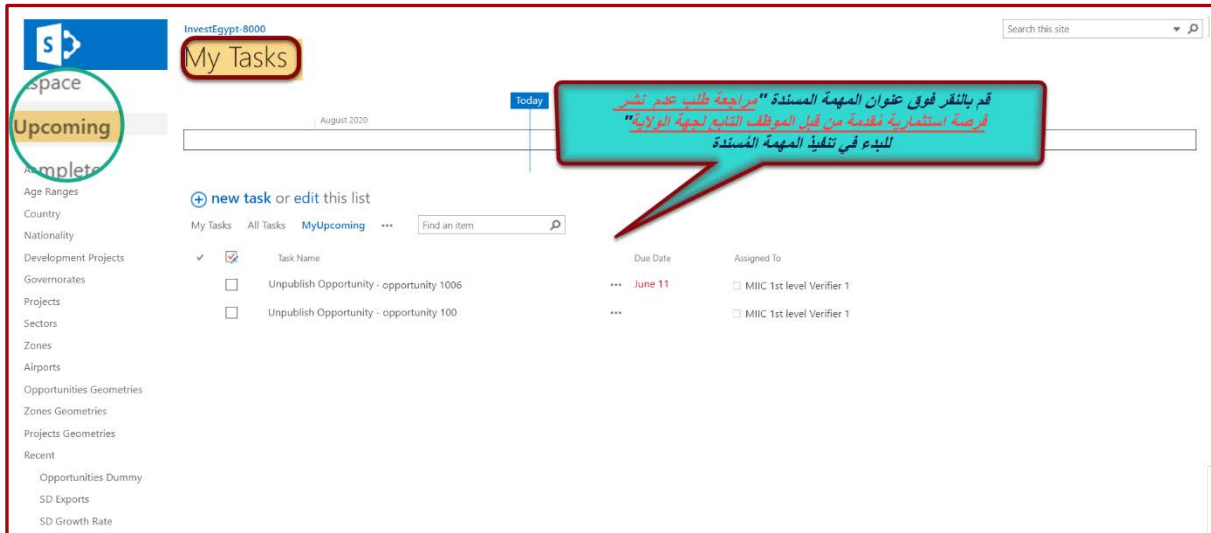 S
InvestEgypt-8000
Search this site
My Tasks
space
Upcoming
Complete
Today
August 2020
قم بالنقر فوق عنوان المهمة المسندة "مراجعة طلب عدم نشر
فرصة استثمارية مُقدمة من قبل الموظف التابع لجهة الولاية"
للبدء في تنفيذ المهمة المُسندة
Age Ranges
Country
Nationality
Development Projects
Governorates
Projects
Sectors
Zones
Airports
Opportunities Geometries
Zones Geometries
Projects Geometries
Recent
Opportunities Dummy
SD Exports
SD Growth Rate
new task or edit this list
My Tasks All Tasks MyUpcoming ••• Find an item
Task Name Due Date Assigned To
Unpublish Opportunity - opportunity 1006 ••• June 11 MIIC 1st level Verifier 1
Unpublish Opportunity - opportunity 100 ••• MIIC 1st level Verifier 1